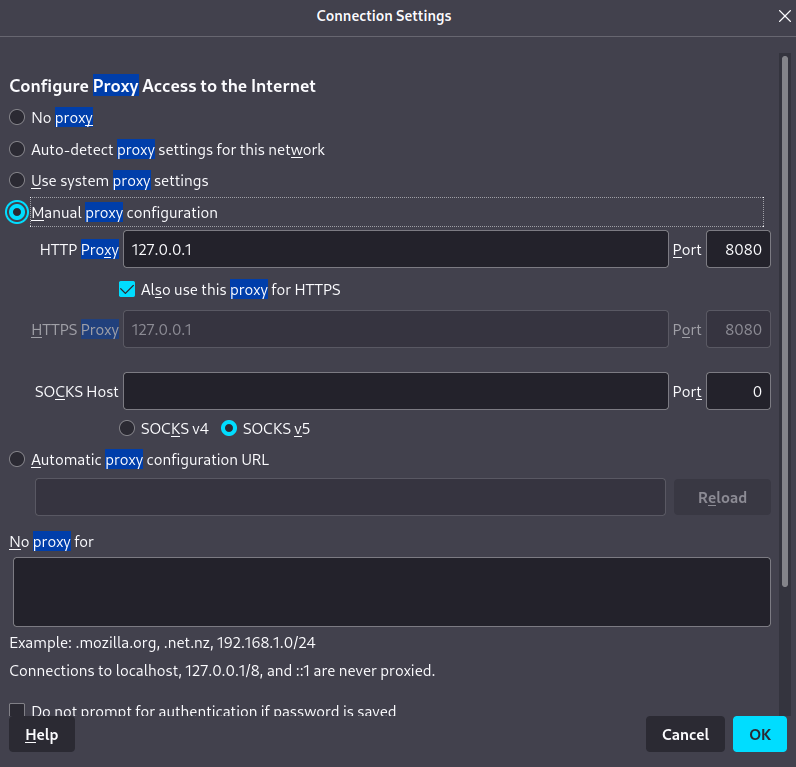 Connection Settings
Configure Proxy Access to the Internet
No proxy
Auto-detect proxy settings for this network
Use system proxy settings
Manual proxy configuration
HTTP Proxy 127.0.0.1 Port 8080
Also use this proxy for HTTPS
HTTPS Proxy 127.0.0.1 Port 8080
SOCKS Host Port 0
SOCKS v4 SOCKS v5
Automatic proxy configuration URL
Reload
No proxy for
Example: .mozilla.org, .net.nz, 192.168.1.0/24
Connections to localhost, 127.0.0.1/8, and ::1 are never proxied.
Do not prompt for authentication if password is saved
Help Cancel OK